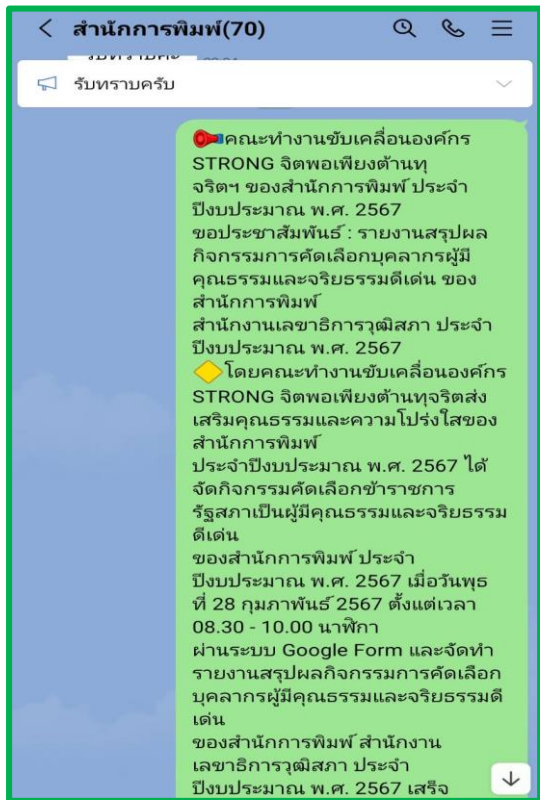 สำนักการพิมพ์(70)
รับทราบครับ
คณะทำงานขับเคลื่อนองค์กร
STRONG จิตพอเพียงต้านทุ
จริตฯ ของสำนักการพิมพ์ ประจำ
ปีงบประมาณ พ.ศ. 2567
ขอประชาสัมพันธ์ : รายงานสรุปผล
กิจกรรมการคัดเลือกบุคลากรผู้มี
คุณธรรมและจริยธรรมดีเด่น ของ
สำนักการพิมพ์
สำนักงานเลขาธิการวุฒิสภา ประจำ
ปีงบประมาณ พ.ศ. 2567
โดยคณะทำงานขับเคลื่อนองค์กร
STRONG จิตพอเพียงต้านทุจริตส่ง
เสริมคุณธรรมและความโปร่งใสของ
สำนักการพิมพ์
ประจำปีงบประมาณ พ.ศ. 2567 ได้
จัดกิจกรรมคัดเลือกข้าราชการ
รัฐสภาเป็นผู้มีคุณธรรมและจริยธรรม
ดีเด่น
ของสำนักการพิมพ์ ประจำ
ปีงบประมาณ พ.ศ. 2567 เมื่อวันพุธ
ที่ 28 กุมภาพันธ์ 2567 ตั้งแต่เวลา
08.30 - 10.00 นาฬิกา
ผ่านระบบ Google Form และจัดทำ
รายงานสรุปผลกิจกรรมการคัดเลือก
บุคลากรผู้มีคุณธรรมและจริยธรรมดี
เด่น
ของสำนักการพิมพ์ สำนักงาน
เลขาธิการวุฒิสภา ประจำ
ปีงบประมาณ พ.ศ. 2567 เสร็จ